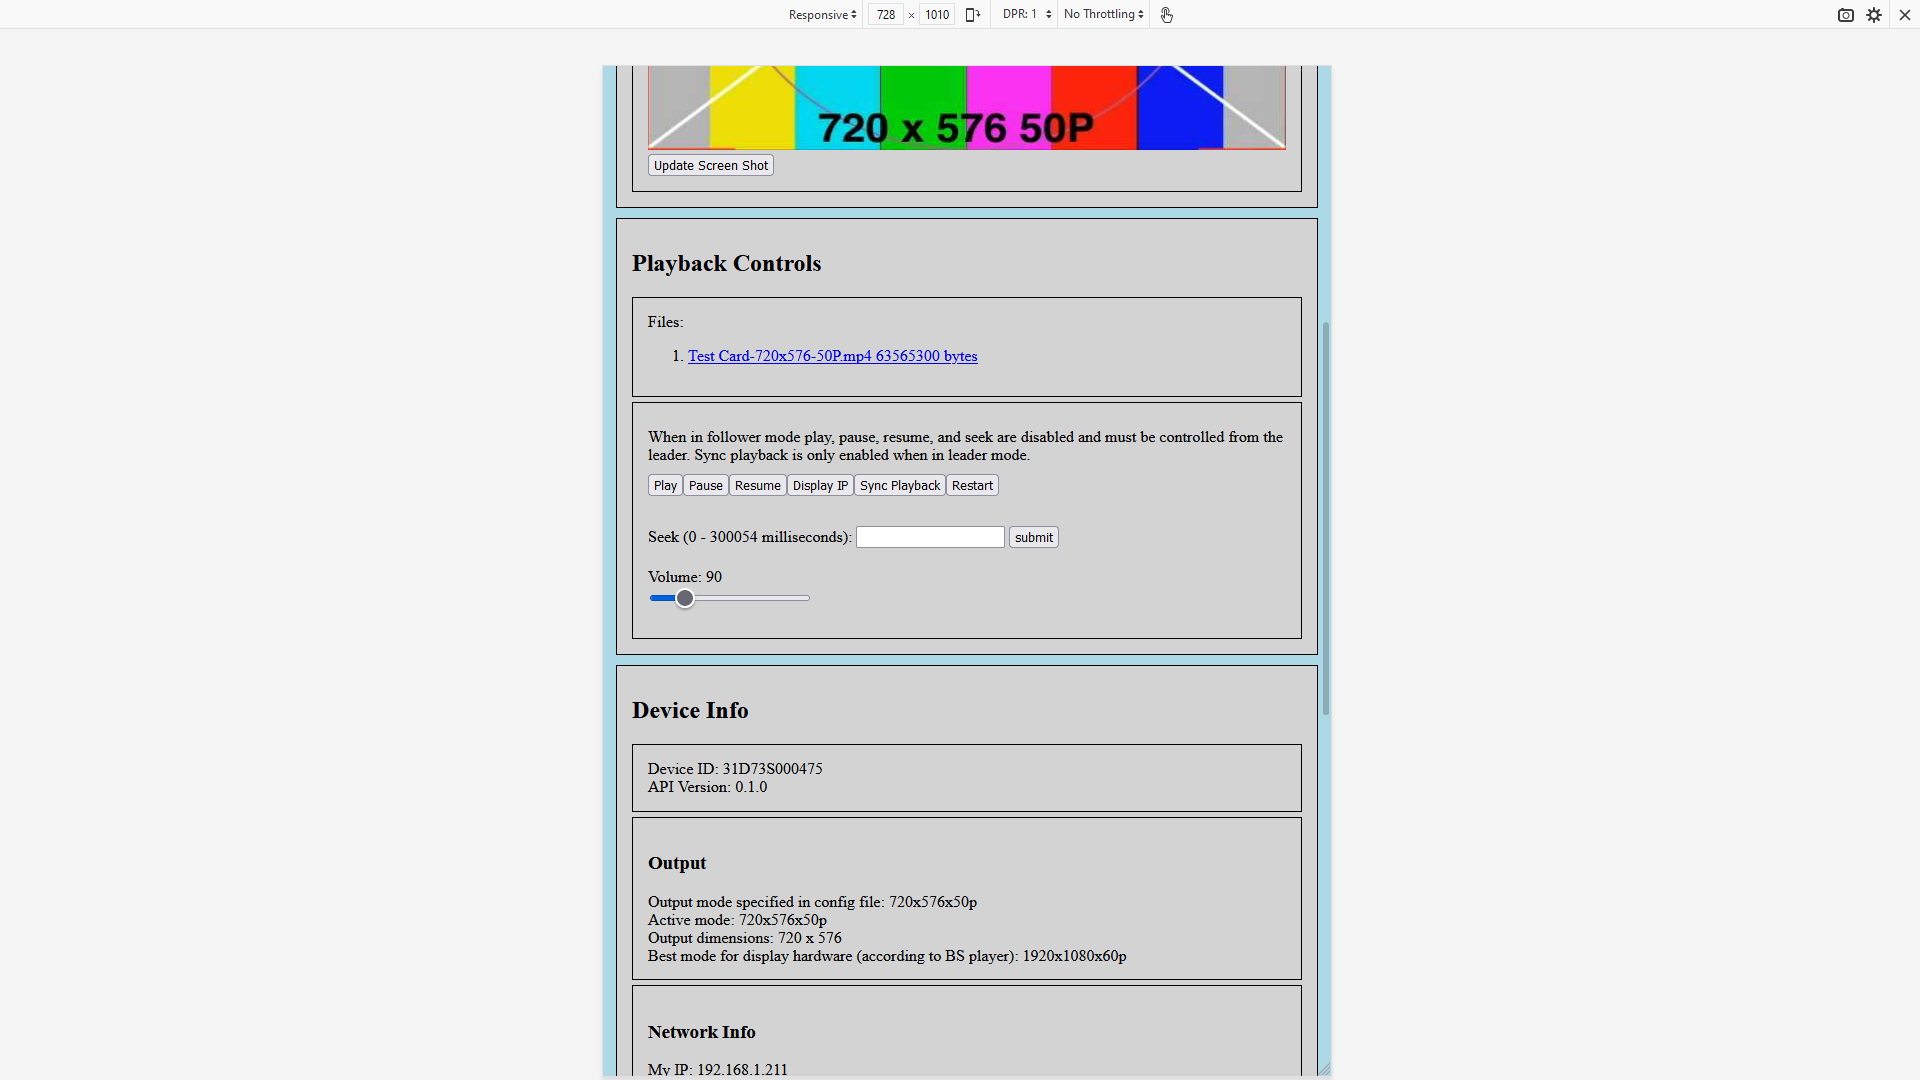 Responsive 728 × 1010 DPR: 1 No Throttling
720 x 576 50P
Update Screen Shot
Playback Controls
Files:
1. Test Card-720x576-50P.mp4 63565300 bytes
When in follower mode play, pause, resume, and seek are disabled and must be controlled from the
leader. Sync playback is only enabled when in leader mode.
Play Pause Resume Display IP Sync Playback Restart
Seek (0 - 300054 milliseconds): submit
Volume: 90
Device Info
Device ID: 31D73S000475
API Version: 0.1.0
Output
Output mode specified in config file: 720x576x50p
Active mode: 720x576x50p
Output dimensions: 720 x 576
Best mode for display hardware (according to BS player): 1920x1080x60p
Network Info
My IP: 192.168.1.211